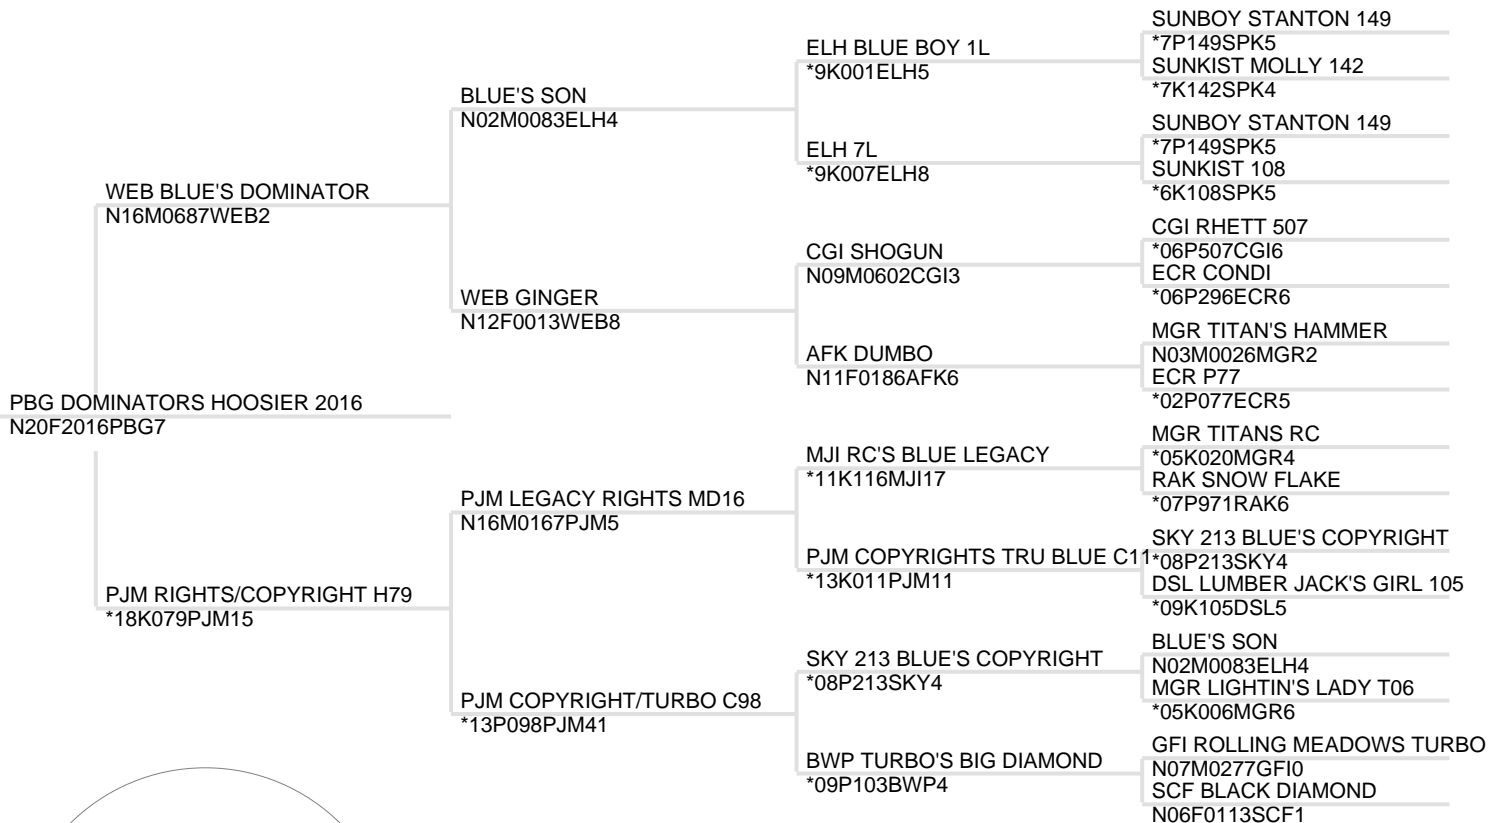 PBG DOMINATORS HOOSIER 2016
N20F2016PBG7
WEB BLUE'S DOMINATOR
N16M0687WEB2
PJM RIGHTS/COPYRIGHT H79
*18K079PJM15
BLUE'S SON
N02M0083ELH4
WEB GINGER
N12F0013WEB8
PJM LEGACY RIGHTS MD16
N16M0167PJM5
PJM COPYRIGHT/TURBO C98
*13P098PJM41
ELH BLUE BOY 1L
*9K001ELH5
ELH 7L
*9K007ELH8
CGI SHOGUN
N09M0602CGI3
AFK DUMBO
N11F0186AFK6
MJI RC'S BLUE LEGACY
*11K116MJI17
PJM COPYRIGHTS TRU BLUE C11
*13K011PJM11
SKY 213 BLUE'S COPYRIGHT
*08P213SKY4
BWP TURBO'S BIG DIAMOND
*09P103BWP4
SUNBOY STANTON 149
*7P149SPK5
SUNKIST MOLLY 142
*7K142SPK4
SUNBOY STANTON 149
*7P149SPK5
SUNKIST 108
*6K108SPK5
CGI RHETT 507
*06P507CGI6
ECR CONDI
*06P296ECR6
MGR TITAN'S HAMMER
N03M0026MGR2
ECR P77
*02P077ECR5
MGR TITANS RC
*05K020MGR4
RAK SNOW FLAKE
*07P971RAK6
SKY 213 BLUE'S COPYRIGHT
*08P213SKY4
DSL LUMBER JACK'S GIRL 105
*09K105DSL5
BLUE'S SON
N02M0083ELH4
MGR LIGHTIN'S LADY T06
*05K006MGR6
GFI ROLLING MEADOWS TURBO
N07M0277GFI0
SCF BLACK DIAMOND
N06F0113SCF1